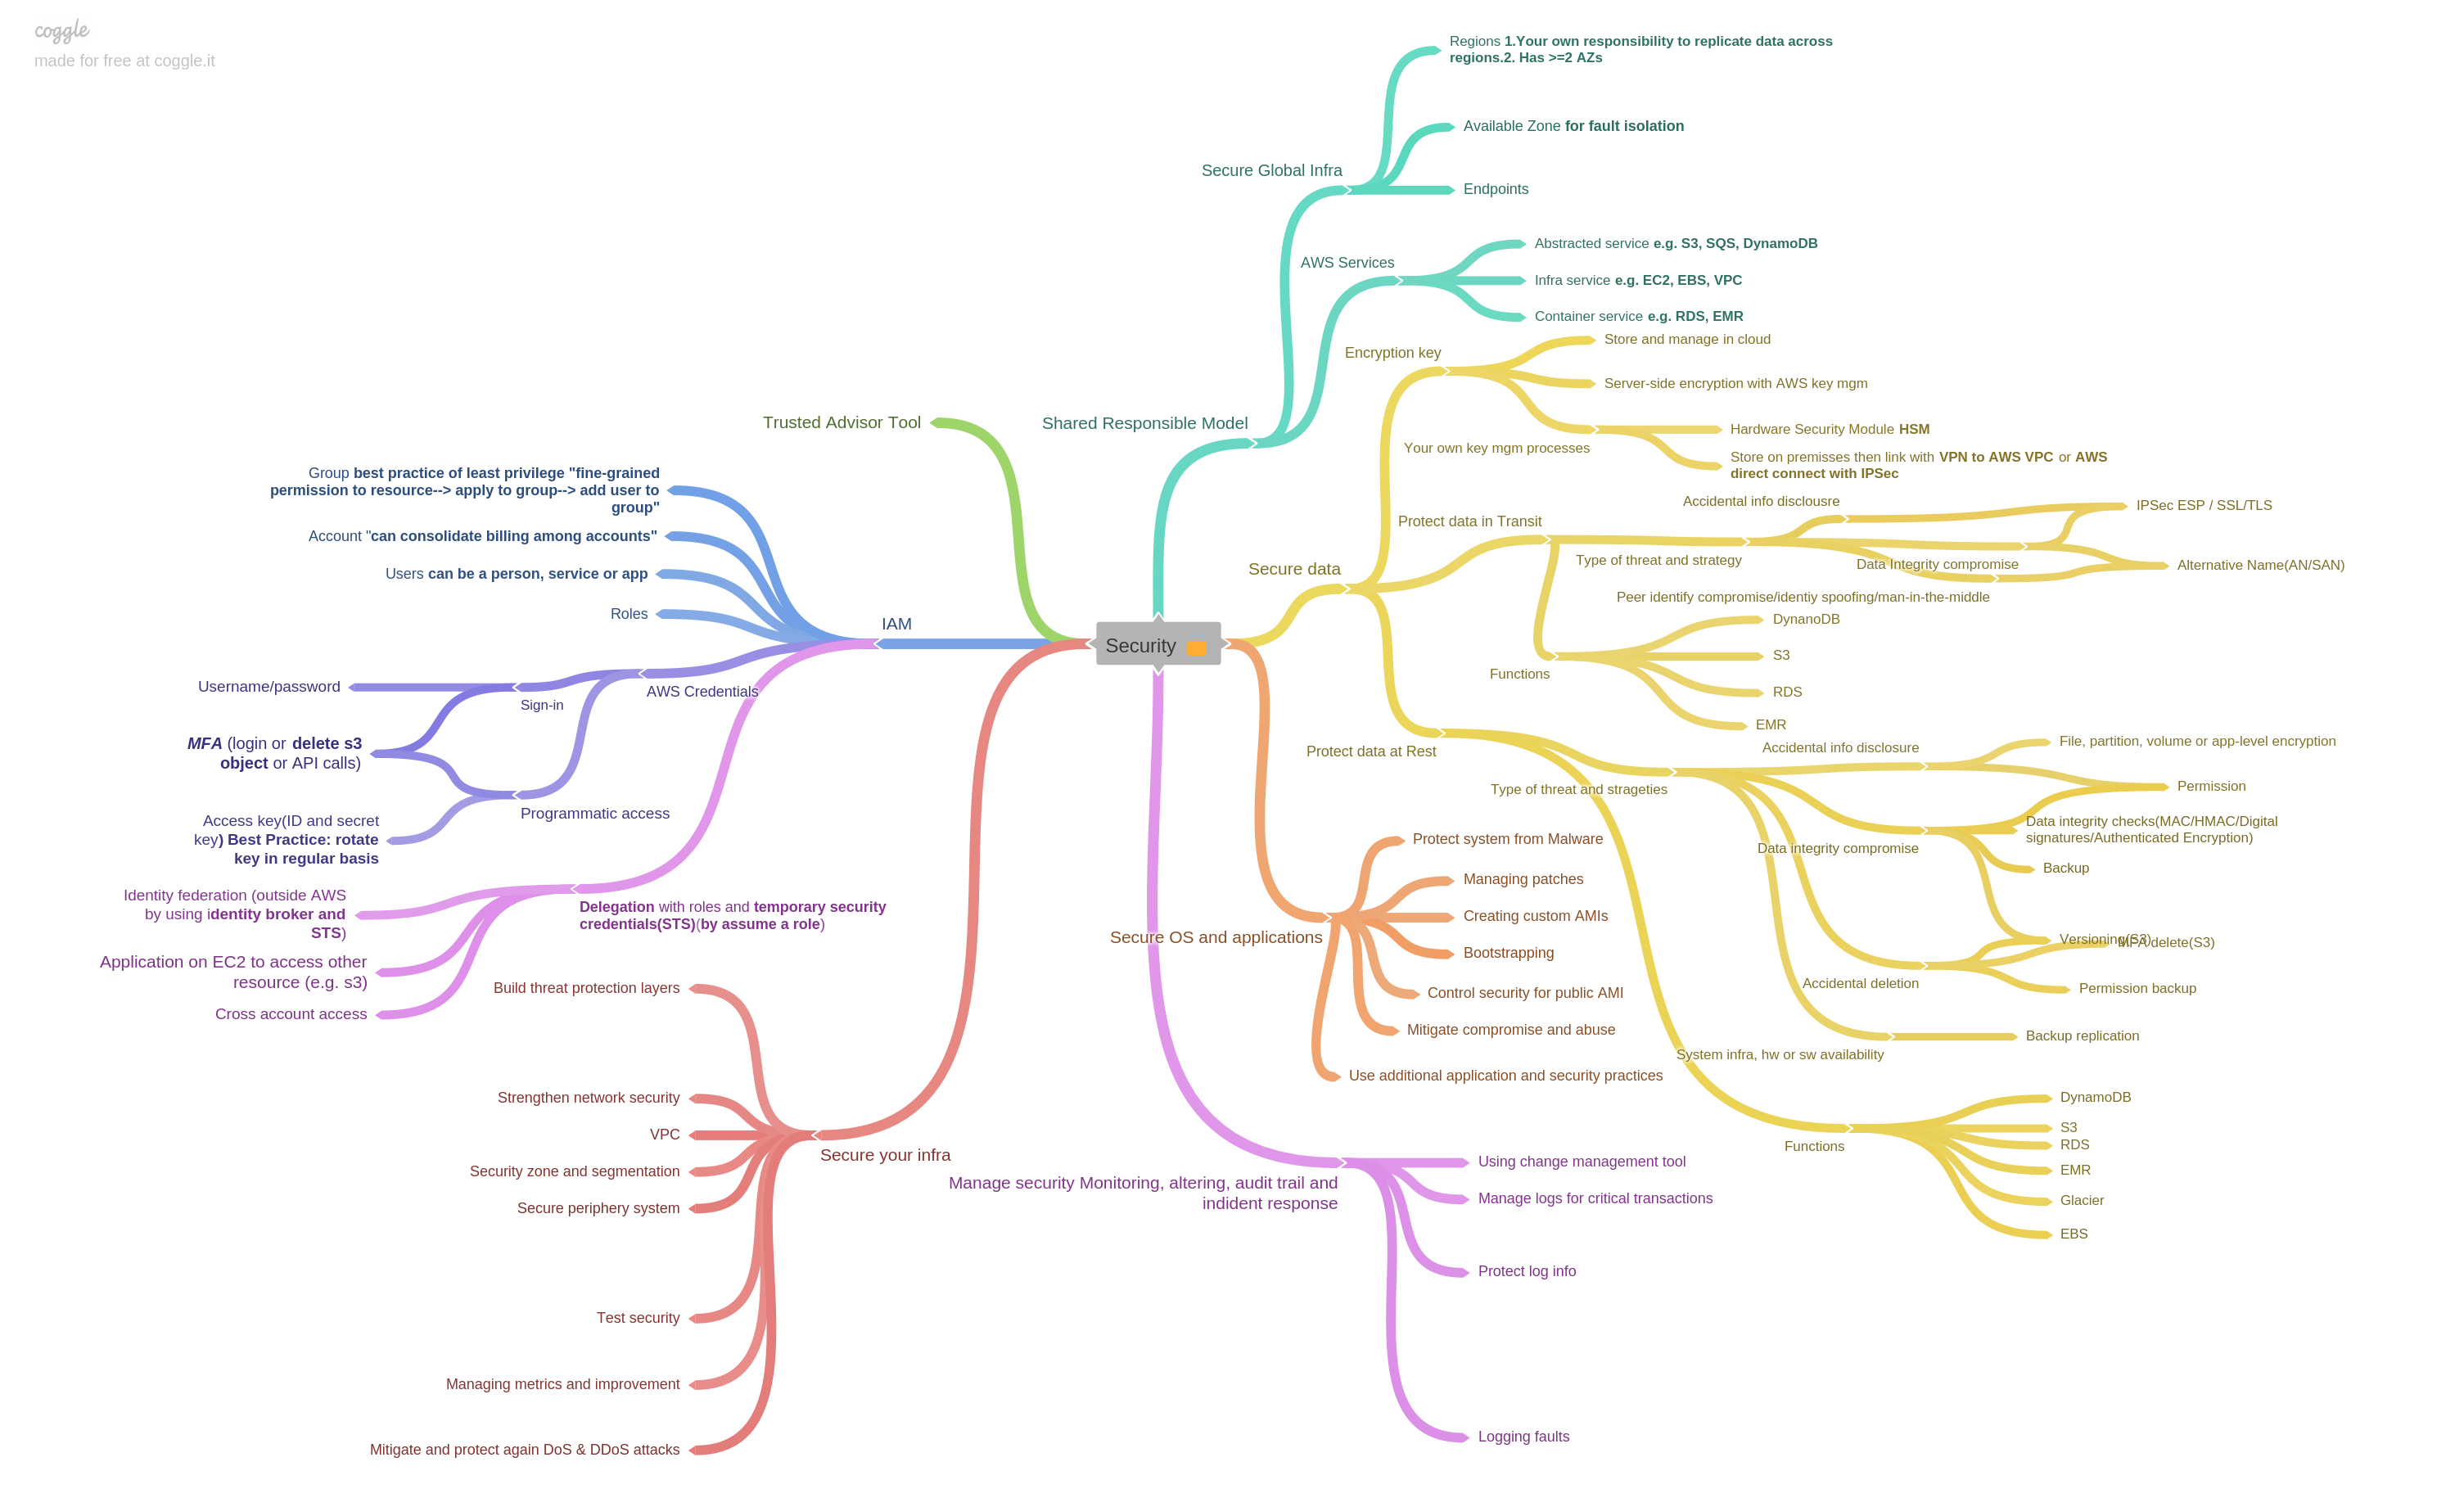 coggle
made for free at coggle.it
Security
Shared Responsible Model
Secure Global Infra
Regions 1.Your own responsibility to replicate data across
regions.2. Has >=2 AZs
Available Zone for fault isolation
Endpoints
AWS Services
Abstracted service e.g. S3, SQS, DynamoDB
Infra service e.g. EC2, EBS, VPC
Container service e.g. RDS, EMR
Secure data
Encryption key
Store and manage in cloud
Server-side encryption with AWS key mgm
Your own key mgm processes
Hardware Security Module HSM
Store on premisses then link with VPN to AWS VPC or AWS
direct connect with IPSec
Protect data in Transit
Type of threat and strategy
Accidental info disclousre
IPSec ESP / SSL/TLS
Data Integrity compromise
Alternative Name(AN/SAN)
Peer identify compromise/identiy spoofing/man-in-the-middle
Functions
DynanoDB
S3
RDS
EMR
Protect data at Rest
Type of threat and strageties
Accidental info disclosure
File, partition, volume or app-level encryption
Permission
Data integrity compromise
Data integrity checks(MAC/HMAC/Digital
signatures/Authenticated Encryption)
Backup
Versioning(S3)
MFA delete(S3)
Accidental deletion
Permission backup
System infra, hw or sw availability
Backup replication
Functions
DynamoDB
S3
RDS
EMR
Glacier
EBS
Secure OS and applications
Protect system from Malware
Managing patches
Creating custom AMIs
Bootstrapping
Control security for public AMI
Mitigate compromise and abuse
Use additional application and security practices
Manage security Monitoring, altering, audit trail and
indident response
Using change management tool
Manage logs for critical transactions
Protect log info
Logging faults
Trusted Advisor Tool
IAM
Group best practice of least privilege "fine-grained
permission to resource--> apply to group--> add user to
group"
Account "can consolidate billing among accounts"
Users can be a person, service or app
Roles
AWS Credentials
Sign-in
Username/password
MFA (login or delete s3
object or API calls)
Programmatic access
Access key(ID and secret
key) Best Practice: rotate
key in regular basis
Delegation with roles and temporary security
credentials(STS)(by assume a role)
Identity federation (outside AWS
by using identity broker and
STS)
Application on EC2 to access other
resource (e.g. s3)
Cross account access
Secure your infra
Build threat protection layers
Strengthen network security
VPC
Security zone and segmentation
Secure periphery system
Test security
Managing metrics and improvement
Mitigate and protect again DoS & DDoS attacks